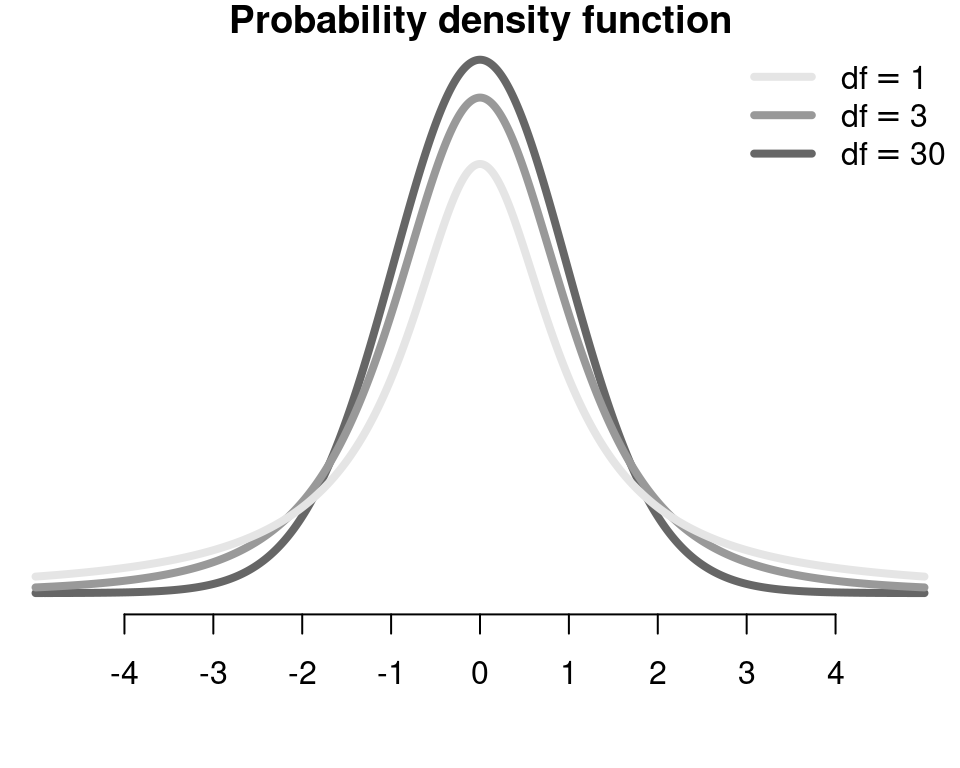 Probability density function
df = 1
df = 3
df = 30
-4 -3 -2 -1 0 1 2 3 4